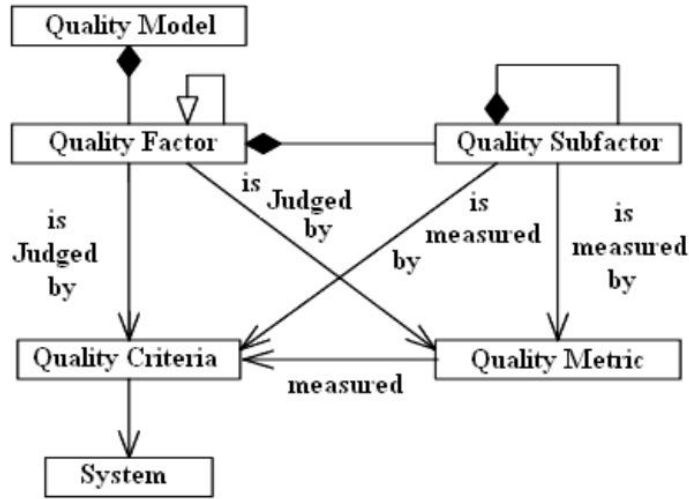 Quality Model
Quality Factor
Quality Subfactor
is
Judged
by
is
Judged
by
is
measured
by
is
measured
by
Quality Criteria
Quality Metric
measured
System